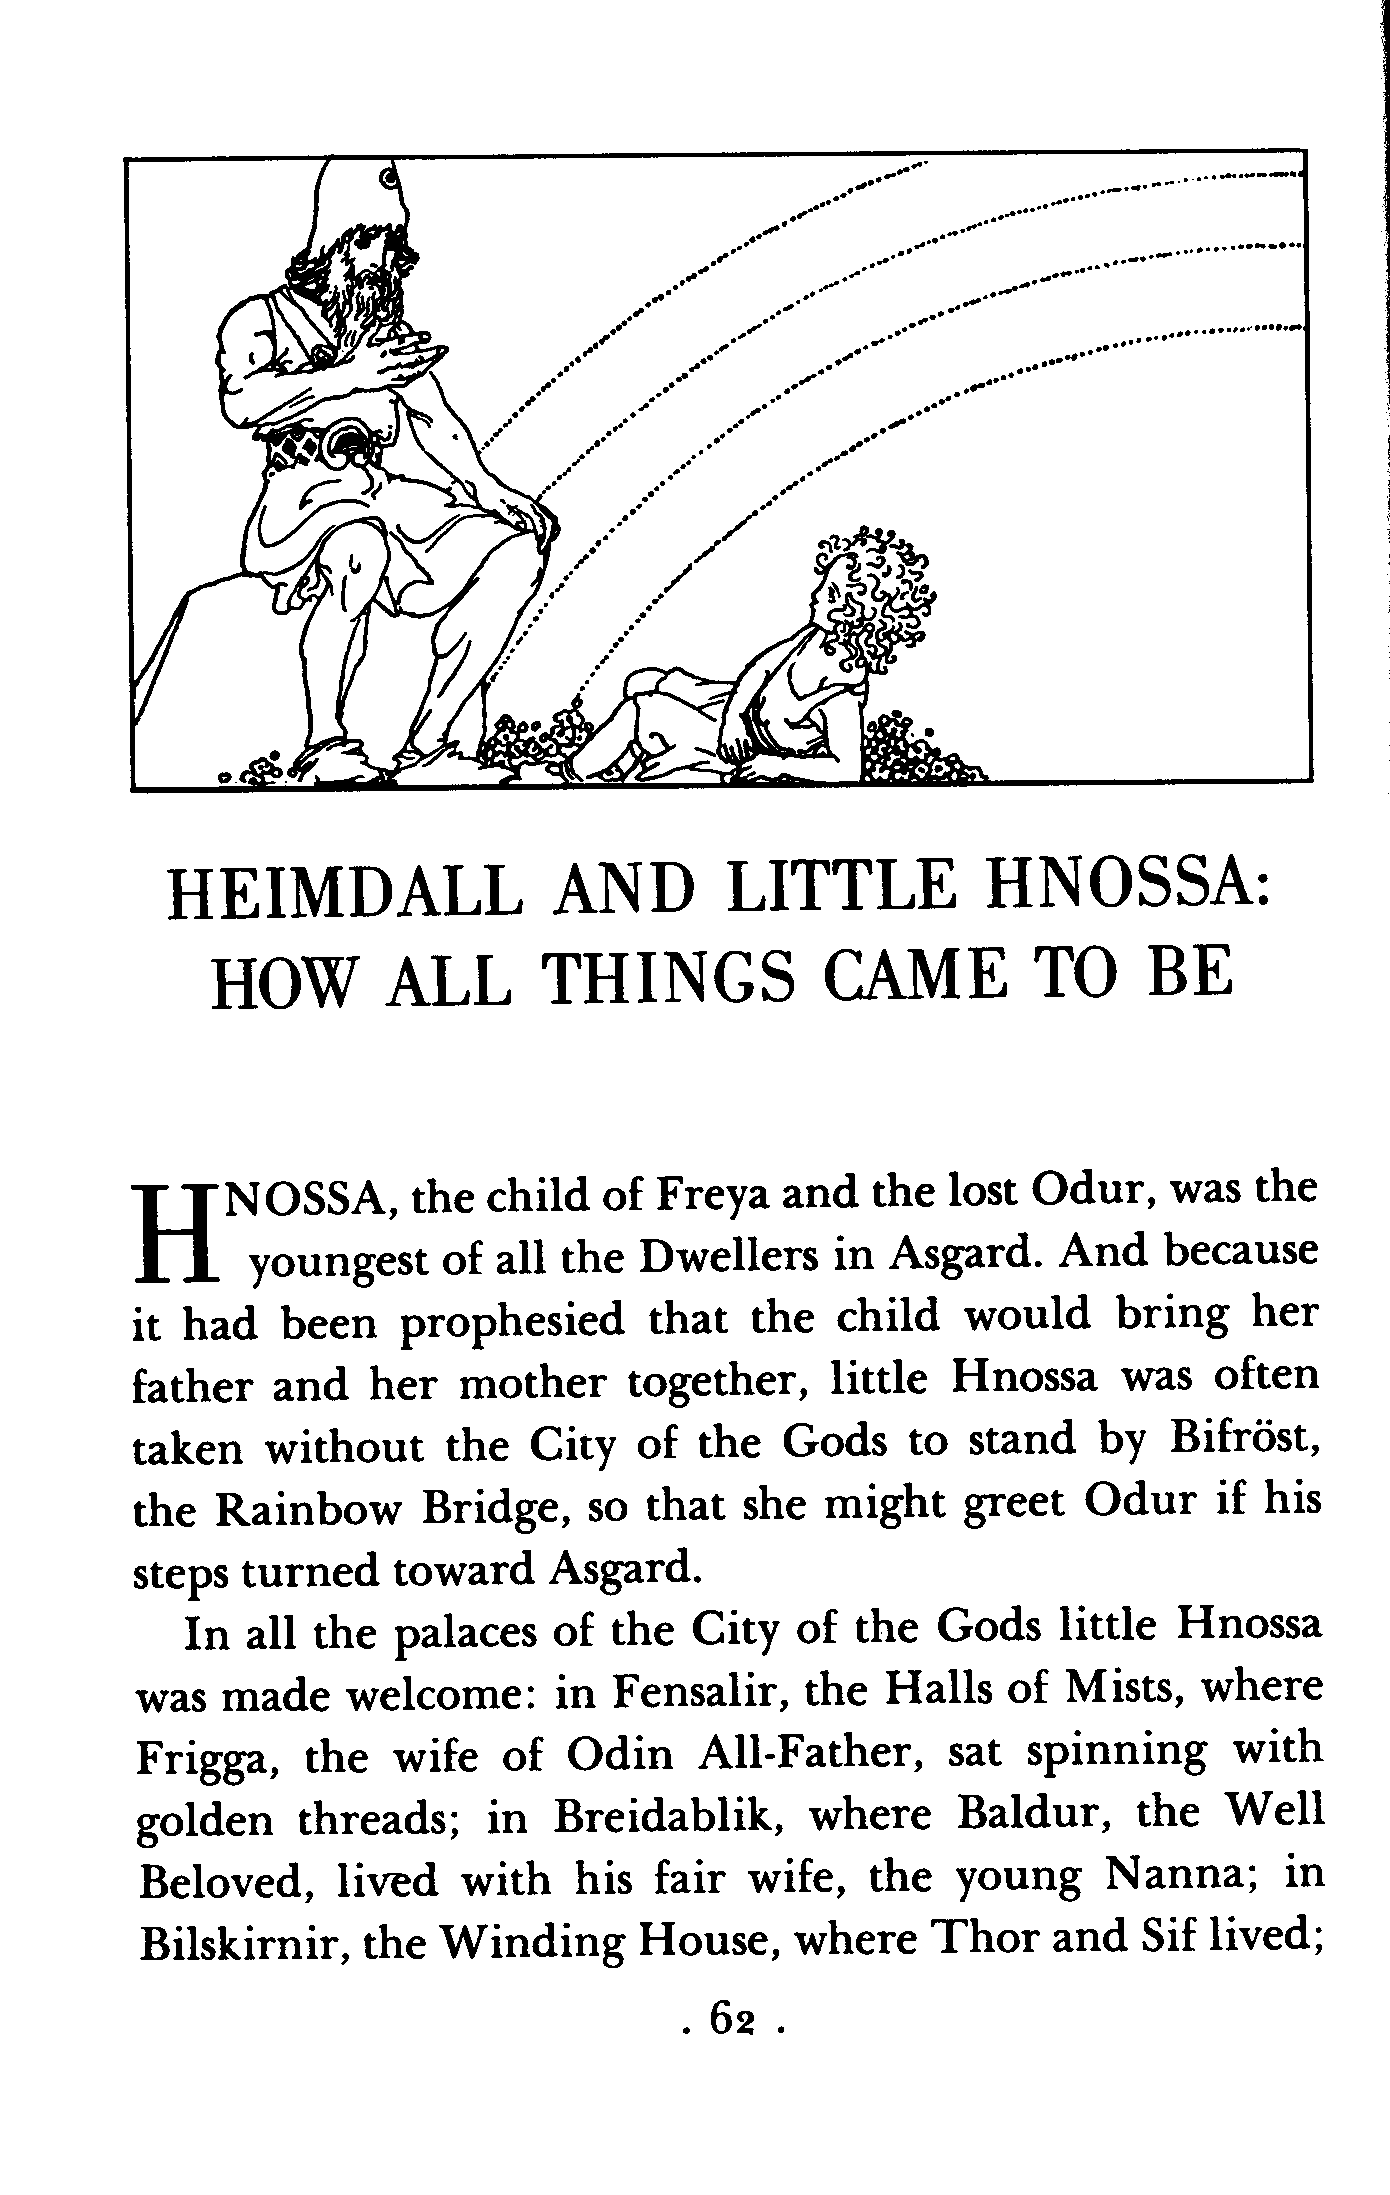 HEIMDALL AND LITTLE HNOSSA:
HOW ALL THINGS CAME TO BE
HNOSSA, the child of Freya and the lost Odur, was the
youngest of all the Dwellers in Asgard. And because
it had been prophesied that the child would bring her
father and her mother together, little Hnossa was often
taken without the City of the Gods to stand by Bifröst,
the Rainbow Bridge, so that she might greet Odur if his
steps turned toward Asgard.
In all the palaces of the City of the Gods little Hnossa
was made welcome: in Fensalir, the Halls of Mists, where
Frigga, the wife of Odin All-Father, sat spinning with
golden threads; in Breidablik, where Baldur, the Well
Beloved, lived with his fair wife, the young Nanna; in
Bilskirnir, the Winding House, where Thor and Sif lived;
. 62 .